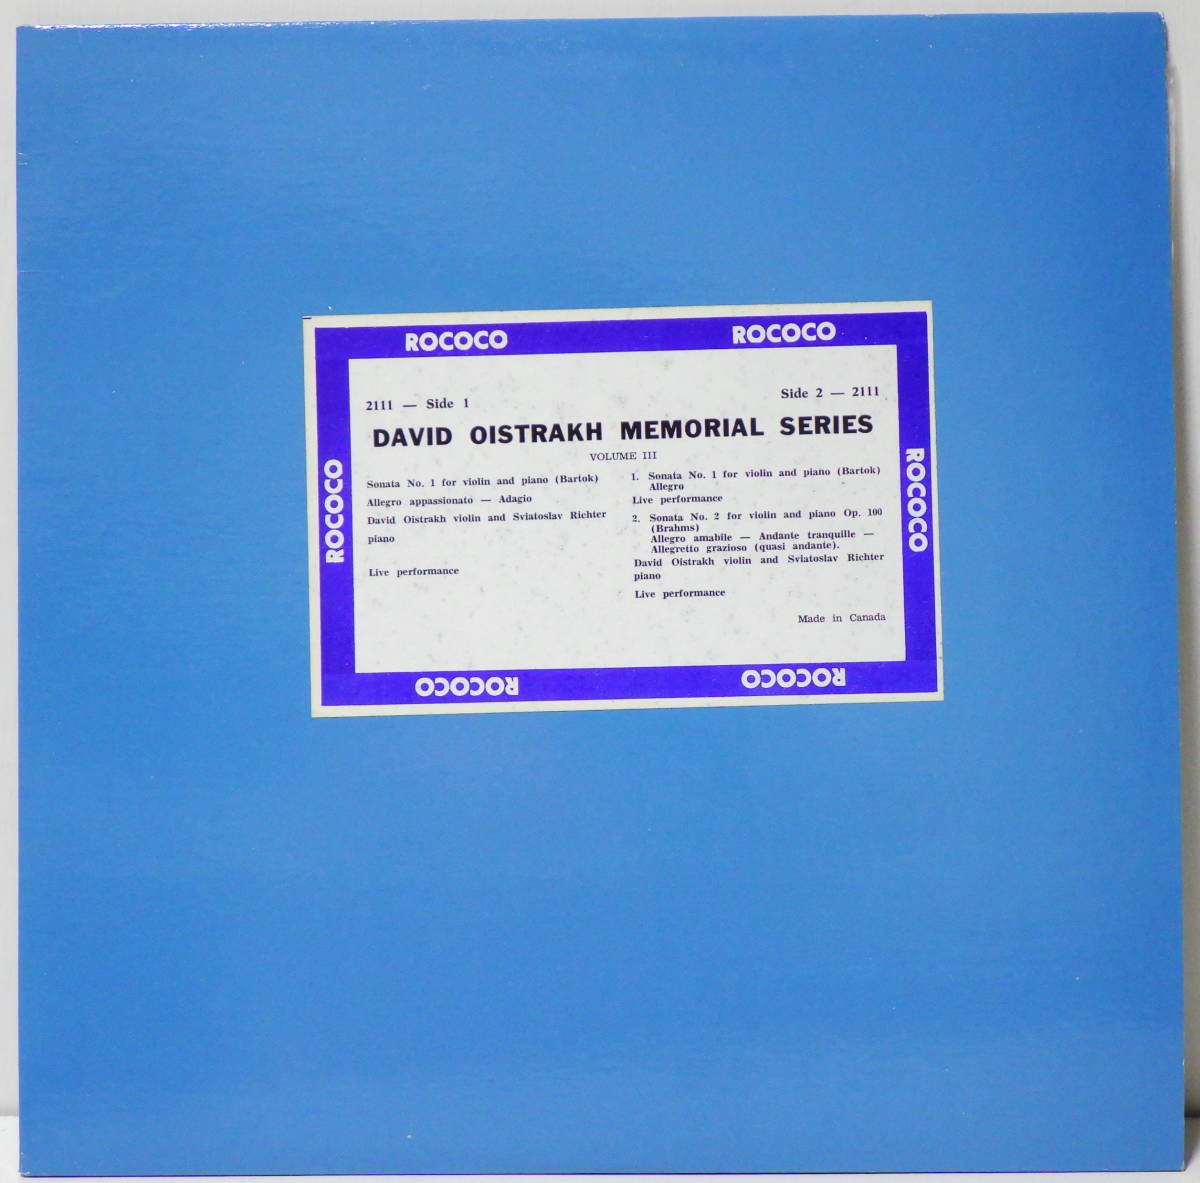 ROCOCO ROCOCO
2111 — Side 1
Side 2 — 2111
DAVID OISTRAKH MEMORIAL SERIES
VOLUME III
Sonata No. 1 for violin and piano (Bartok)
Allegro appassionato — Adagio
David Oistrakh violin and Sviatoslav Richter
piano
Live performance
1. Sonata No. 1 for violin and piano (Bartok)
Allegro
Live performance
2. Sonata No. 2 for violin and piano Op. 100
(Brahms)
Allegro amabile — Andante tranquille —
Allegretto grazioso (quasi andante).
David Oistrakh violin and Sviatoslav Richter
piano
Live performance
Made in Canada
ROCOCO
ROCOCO
ROCOCO ROCOCO